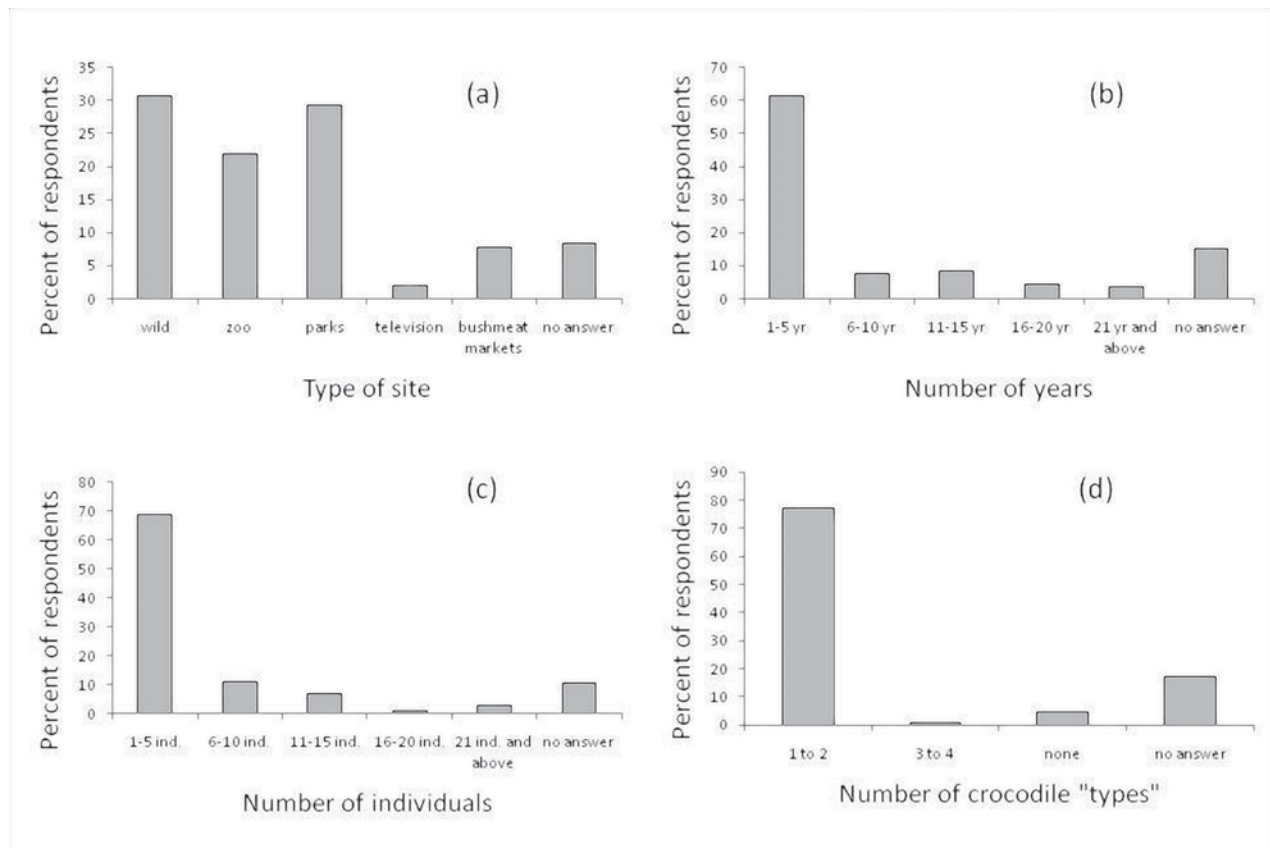 Percent of respondents
35
30
25
20
15
10
5
0
(a)
wild zoo parks television bushmeat no answer
markets
Type of site
Percent of respondents
70
60
50
40
30
20
10
0
(b)
1-5 yr 6-10 yr 11-15 yr 16-20 yr 21 yr and no answer
above
Number of years
Percent of respondents
80
70
60
50
40
30
20
10
0
(c)
1-5 ind. 6-10 ind. 11-15 ind. 16-20 ind. 21 ind. and no answer
above
Number of individuals
Percent of respondents
90
80
70
60
50
40
30
20
10
0
(d)
1 to 2 3 to 4 none no answer
Number of crocodile "types"